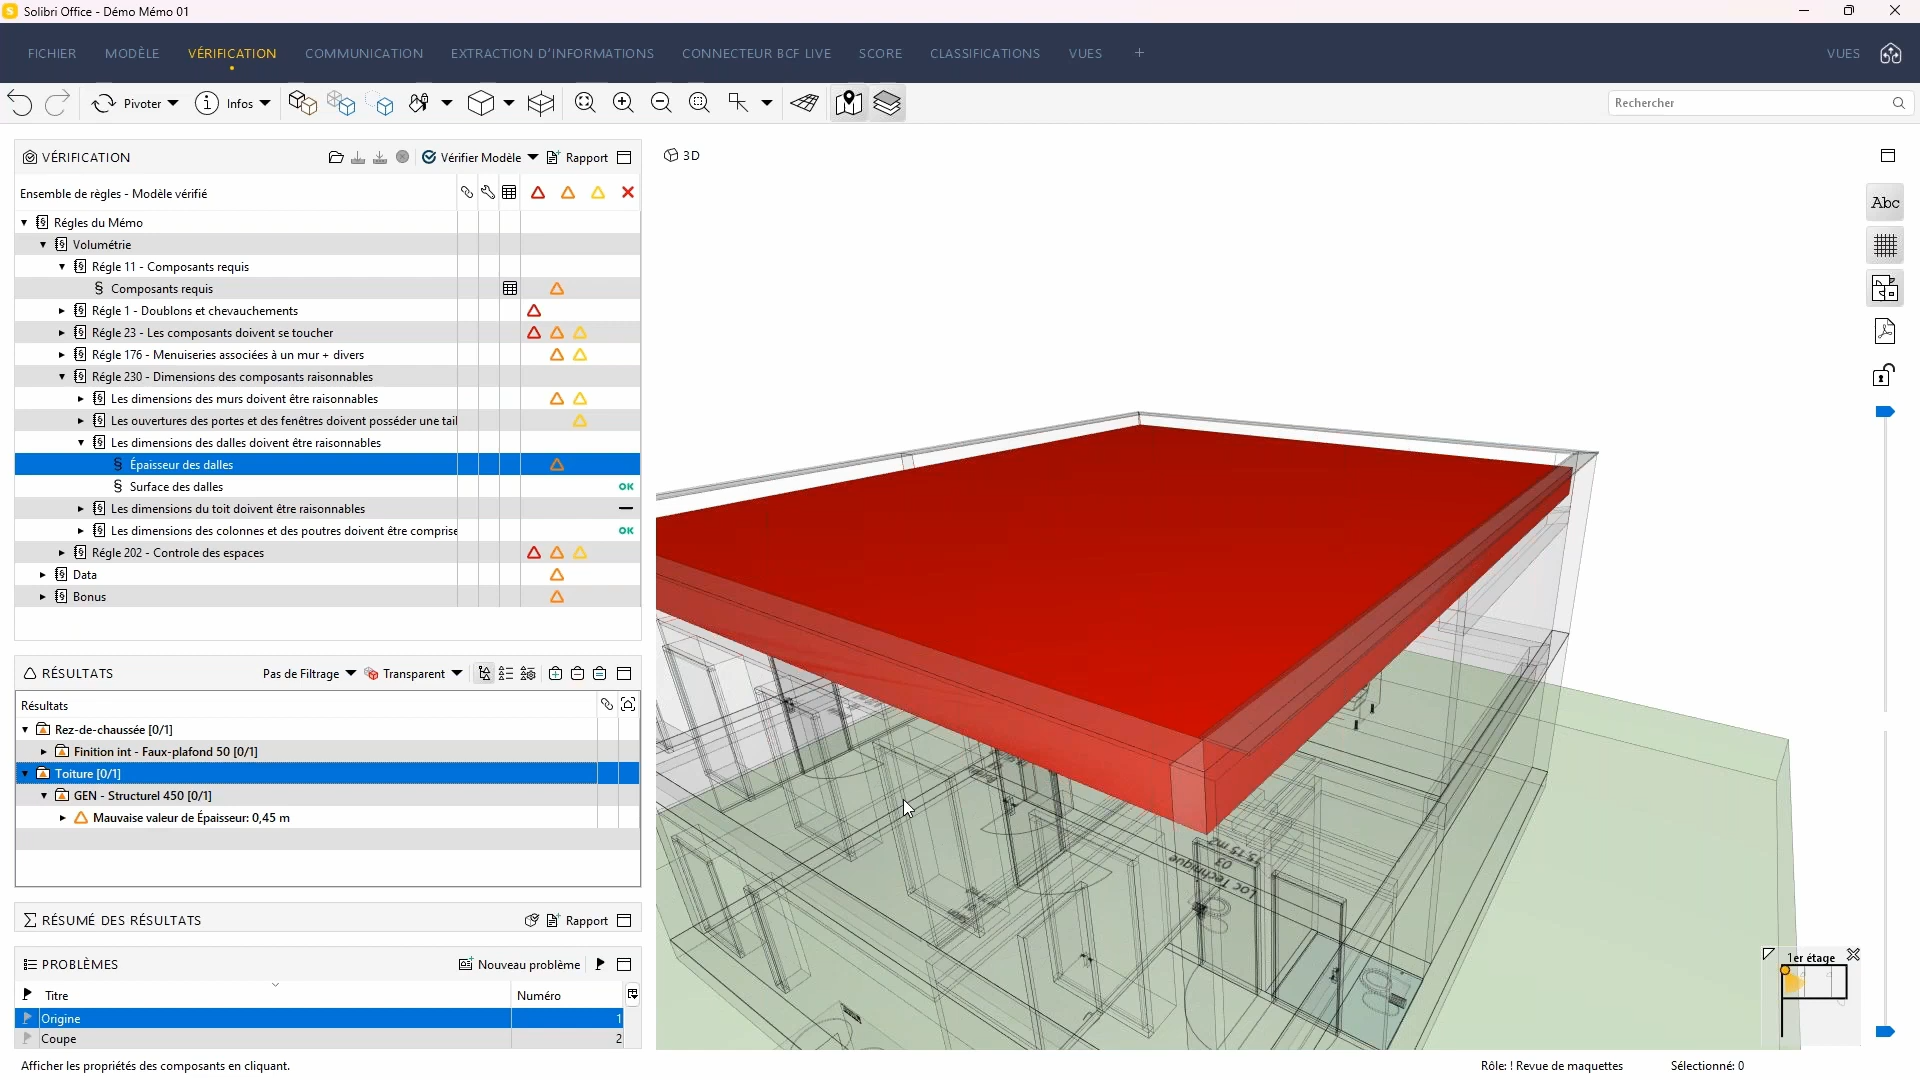 Solibri Office - Démo Mémo 01
FICHIER MODÈLE VÉRIFICATION COMMUNICATION EXTRACTION D'INFORMATIONS CONNECTEUR BCF LIVE SCORE CLASSIFICATIONS VUES + VUES
Pivoter Infos Rechercher
VÉRIFICATION Vérifier Modèle Rapport
3D
Ensemble de règles - Modèle vérifié
Abc
Régles du Mémo
Volumétrie
Régle 11 - Composants requis
§ Composants requis
Régle 1 - Doublons et chevauchements
Régle 23 - Les composants doivent se toucher
Régle 176 - Menuiseries associées à un mur + divers
Régle 230 - Dimensions des composants raisonnables
Les dimensions des murs doivent être raisonnables
Les ouvertures des portes et des fenêtres doivent posséder une tail
Les dimensions des dalles doivent être raisonnables
§ Épaisseur des dalles
§ Surface des dalles OK
Les dimensions du toit doivent être raisonnables
Les dimensions des colonnes et des poutres doivent être comprise OK
Régle 202 - Controle des espaces
Data
Bonus
RÉSULTATS Pas de Filtrage Transparent
Résultats
Rez-de-chaussée [0/1]
Finition int - Faux-plafond 50 [0/1]
Toiture [0/1]
GEN - Structurel 450 [0/1]
Mauvaise valeur de Épaisseur: 0,45 m
Loc Technique
03
15,15 m2
RÉSUMÉ DES RÉSULTATS Rapport
PROBLÈMES Nouveau problème
1er étage
Titre Numéro
Origine 1
Coupe 2
Afficher les propriétés des composants en cliquant. Rôle: ! Revue de maquettes Sélectionné: 0